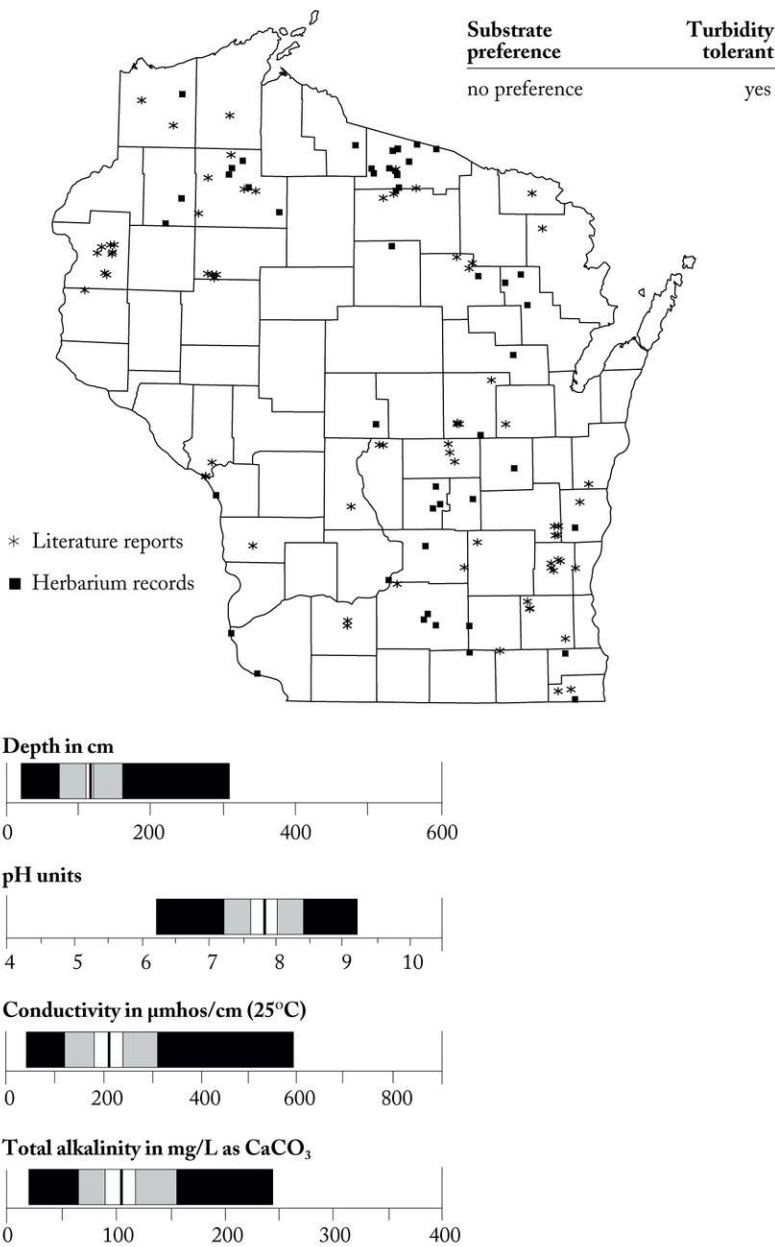 Substrate preference
Turbidity tolerant
no preference
yes
Literature reports
Herbarium records
Depth in cm
0 200 400 600
pH units
4 5 6 7 8 9 10
Conductivity in µmhos/cm (25°C)
0 200 400 600 800
Total alkalinity in mg/L as CaCO₃
0 100 200 300 400